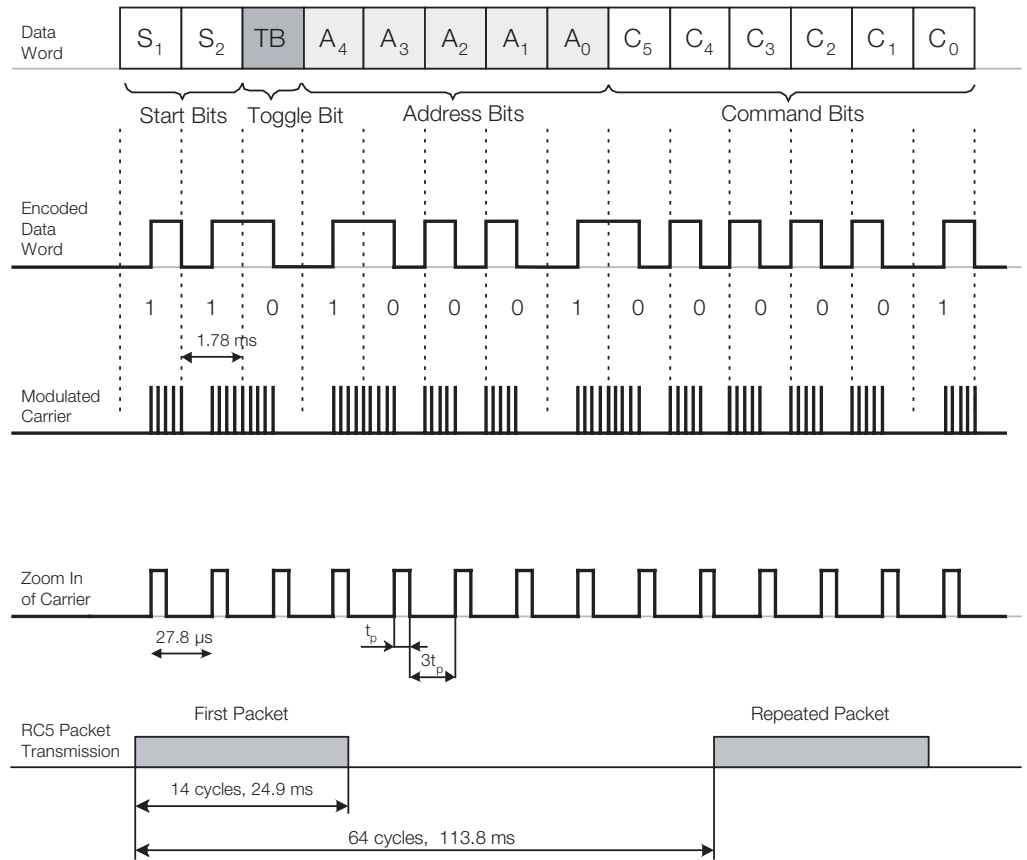 Data
Word
S1 S2 TB A4 A3 A2 A1 A0 C5 C4 C3 C2 C1 C0
Start Bits Toggle Bit Address Bits Command Bits
Encoded
Data
Word
1 1 0 1 0 0 0 1 0 0 0 0 0 1
1.78 ms
Modulated
Carrier
Zoom In
of Carrier
27.8 µs
tp
3tp
First Packet Repeated Packet
RC5 Packet
Transmission
14 cycles, 24.9 ms
64 cycles, 113.8 ms